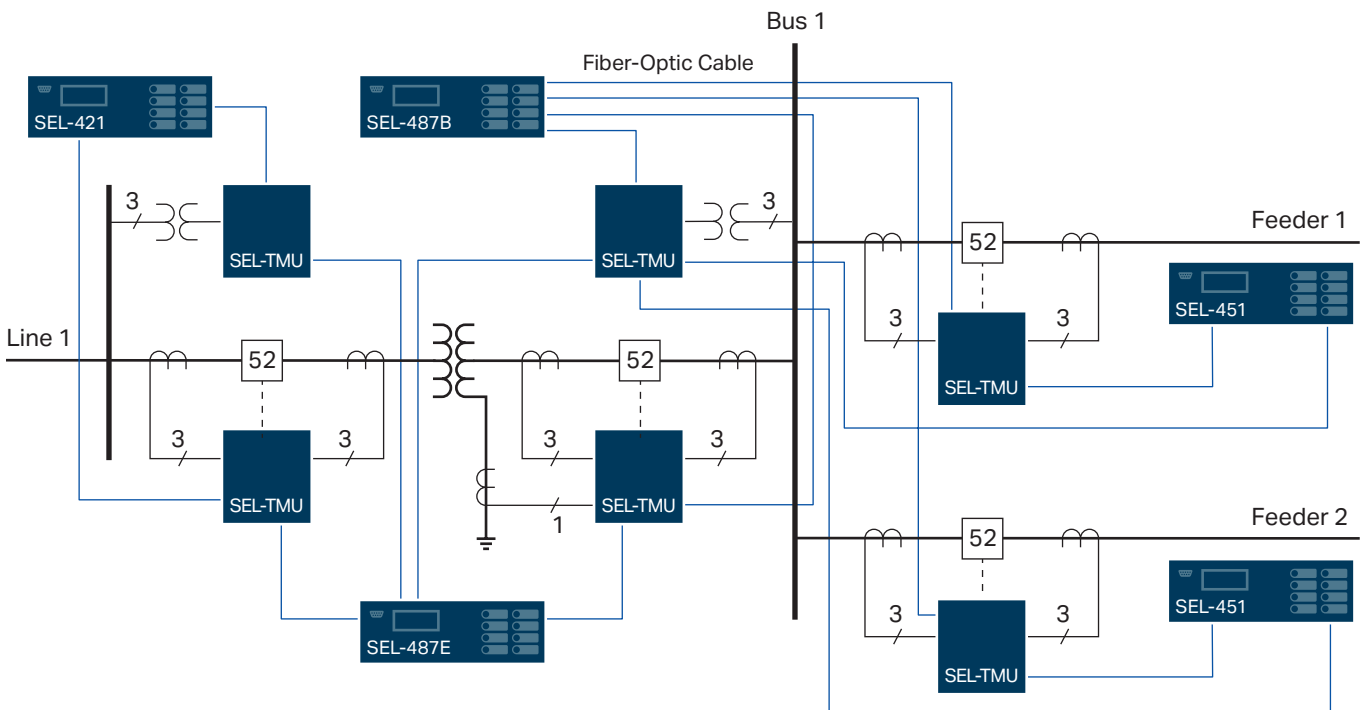 Bus 1
Fiber-Optic Cable
SEL-421
SEL-487B
3
SEL-TMU
SEL-TMU
3
Feeder 1
52
SEL-451
3
3
SEL-TMU
Line 1
52
52
3
3
SEL-TMU
3
3
SEL-TMU
1
Feeder 2
52
SEL-451
3
3
SEL-TMU
SEL-487E